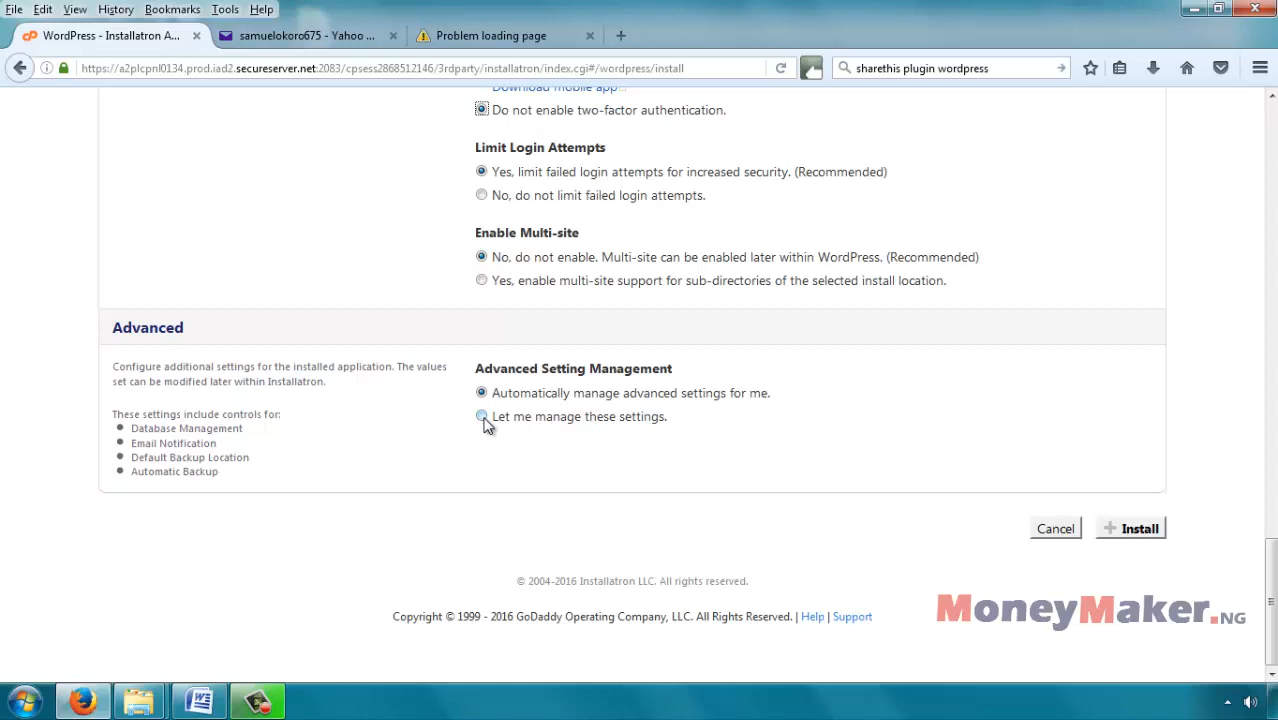 File Edit View History Bookmarks Tools Help
WordPress - Installatron A...
samuelokoro675 - Yahoo ...
Problem loading page
https://a2plcpnl0134.prod.iad2.secureserver.net:2083/cpsess2868512146/3rdparty/installatron/index.cgi#/wordpress/install
sharethis plugin wordpress
Download mobile app
Do not enable two-factor authentication.
Limit Login Attempts
Yes, limit failed login attempts for increased security. (Recommended)
No, do not limit failed login attempts.
Enable Multi-site
No, do not enable. Multi-site can be enabled later within WordPress. (Recommended)
Yes, enable multi-site support for sub-directories of the selected install location.
Advanced
Configure additional settings for the installed application. The values
set can be modified later within Installatron.
These settings include controls for:
Database Management
Email Notification
Default Backup Location
Automatic Backup
Advanced Setting Management
Automatically manage advanced settings for me.
Let me manage these settings.
Cancel
Install
© 2004-2016 Installatron LLC. All rights reserved.
Copyright © 1999 - 2016 GoDaddy Operating Company, LLC. All Rights Reserved. | Help | Support
MoneyMaker.NG